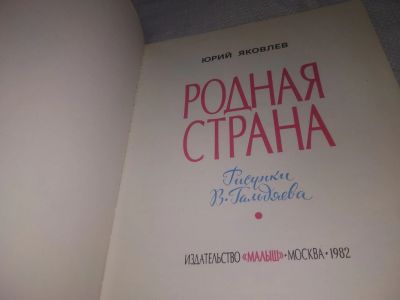 ЮРИЙ ЯКОВЛЕВ
РОДНАЯ
СТРАНА
Рисунки
В. Гальдяева
ИЗДАТЕЛЬСТВО «МАЛЫШ» • МОСКВА • 1982